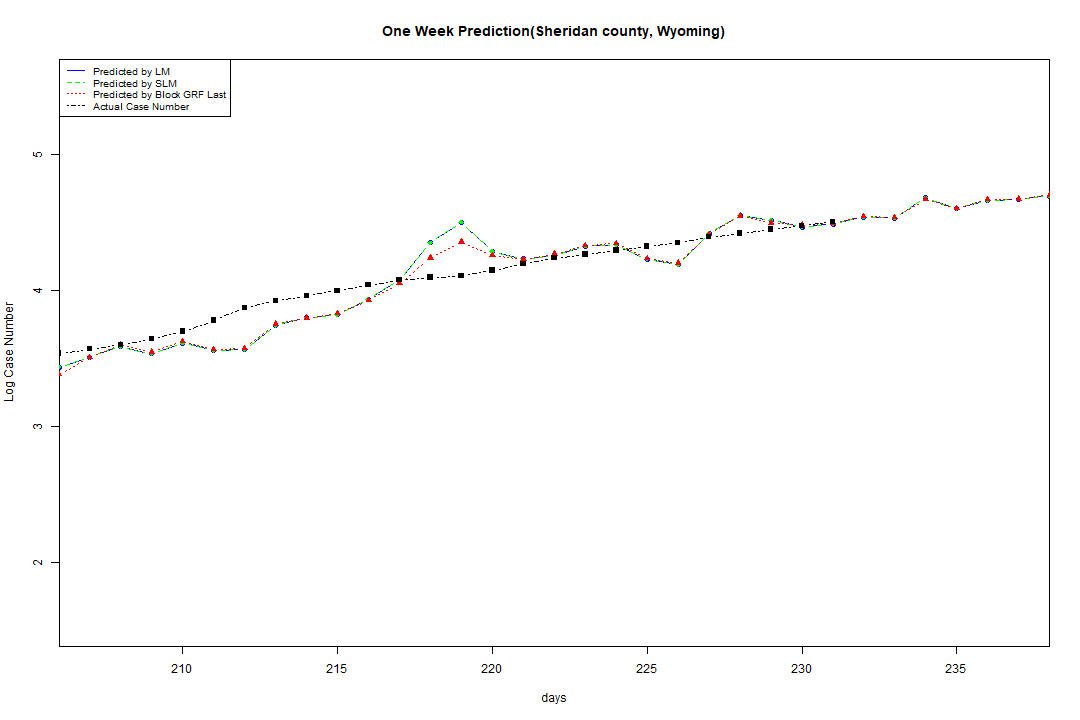 One Week Prediction(Sheridan county, Wyoming)
Predicted by LM
Predicted by SLM
Predicted by Block GRF Last
Actual Case Number
5
4
3
2
Log Case Number
210 215 220 225 230 235
days